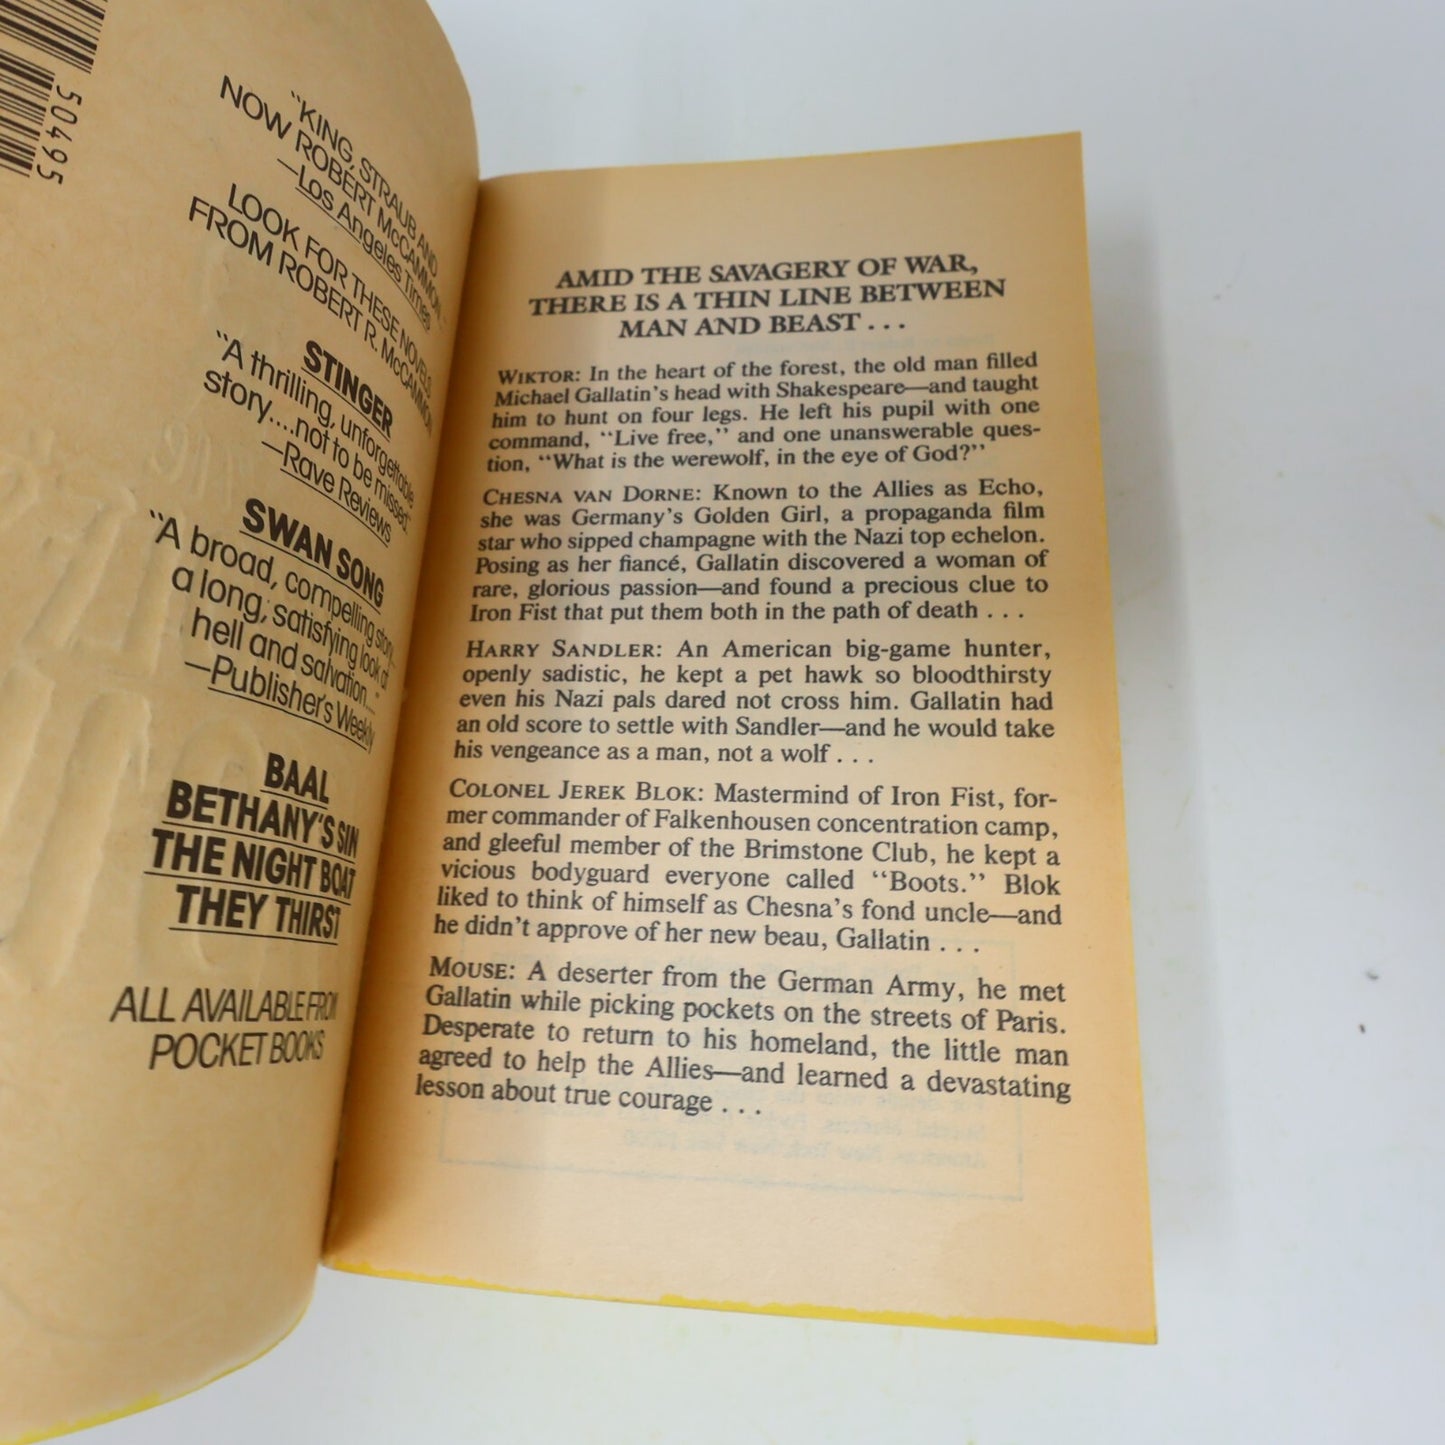 50495
"KING, STRAUB AND
NOW ROBERT McCAMMON..."
—Los Angeles Times
LOOK FOR THESE NOVELS
FROM ROBERT R. McCAMMON
STINGER
"A thrilling, unforgettable
story....not to be missed."
—Rave Reviews
SWAN SONG
"A broad, compelling story...
a long, satisfying look at
hell and salvation...."
—Publisher's Weekly
BAAL
BETHANY'S SIN
THE NIGHT BOAT
THEY THIRST
ALL AVAILABLE FROM
POCKET BOOKS
AMID THE SAVAGERY OF WAR,
THERE IS A THIN LINE BETWEEN
MAN AND BEAST . . .
WIKTOR: In the heart of the forest, the old man filled
Michael Gallatin's head with Shakespeare—and taught
him to hunt on four legs. He left his pupil with one
command, "Live free," and one unanswerable ques-
tion, "What is the werewolf, in the eye of God?"
CHESNA VAN DORNE: Known to the Allies as Echo,
she was Germany's Golden Girl, a propaganda film
star who sipped champagne with the Nazi top echelon.
Posing as her fiancé, Gallatin discovered a woman of
rare, glorious passion—and found a precious clue to
Iron Fist that put them both in the path of death . . .
HARRY SANDLER: An American big-game hunter,
openly sadistic, he kept a pet hawk so bloodthirsty
even his Nazi pals dared not cross him. Gallatin had
an old score to settle with Sandler—and he would take
his vengeance as a man, not a wolf . . .
COLONEL JEREK BLOK: Mastermind of Iron Fist, for-
mer commander of Falkenhousen concentration camp,
and gleeful member of the Brimstone Club, he kept a
vicious bodyguard everyone called "Boots." Blok
liked to think of himself as Chesna's fond uncle—and
he didn't approve of her new beau, Gallatin . . .
MOUSE: A deserter from the German Army, he met
Gallatin while picking pockets on the streets of Paris.
Desperate to return to his homeland, the little man
agreed to help the Allies—and learned a devastating
lesson about true courage . . .